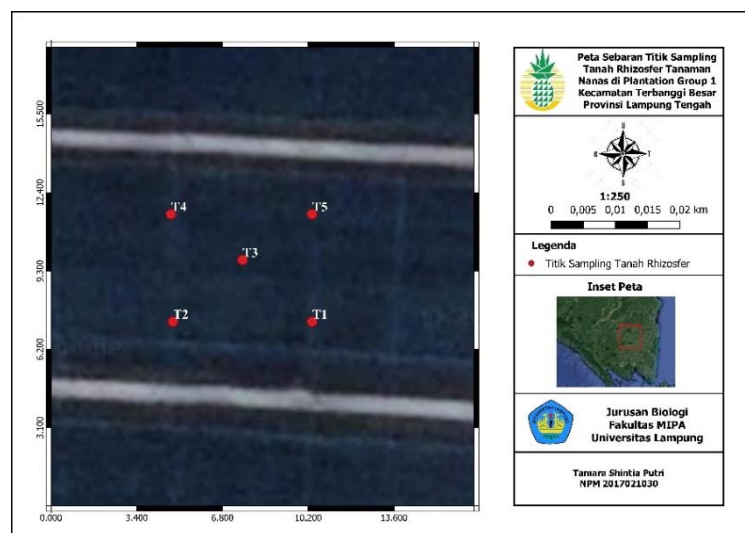 Peta Sebaran Titik Sampling
Tanah Rhizosfer Tanaman
Nanas di Plantation Group 1
Kecamatan Terbanggi Besar
Provinsi Lampung Tengah
U
B
T
S
1:250
0 0,005 0,01 0,015 0,02 km
Legenda
Titik Sampling Tanah Rhizosfer
Inset Peta
Jurusan Biologi
Fakultas MIPA
Universitas Lampung
Tamara Shintia Putri
NPM 2017021030
15.500
12.400
9.300
6.200
3.100
0.000
3.400
6.800
10.200
13.600
T4
T5
T3
T2
T1